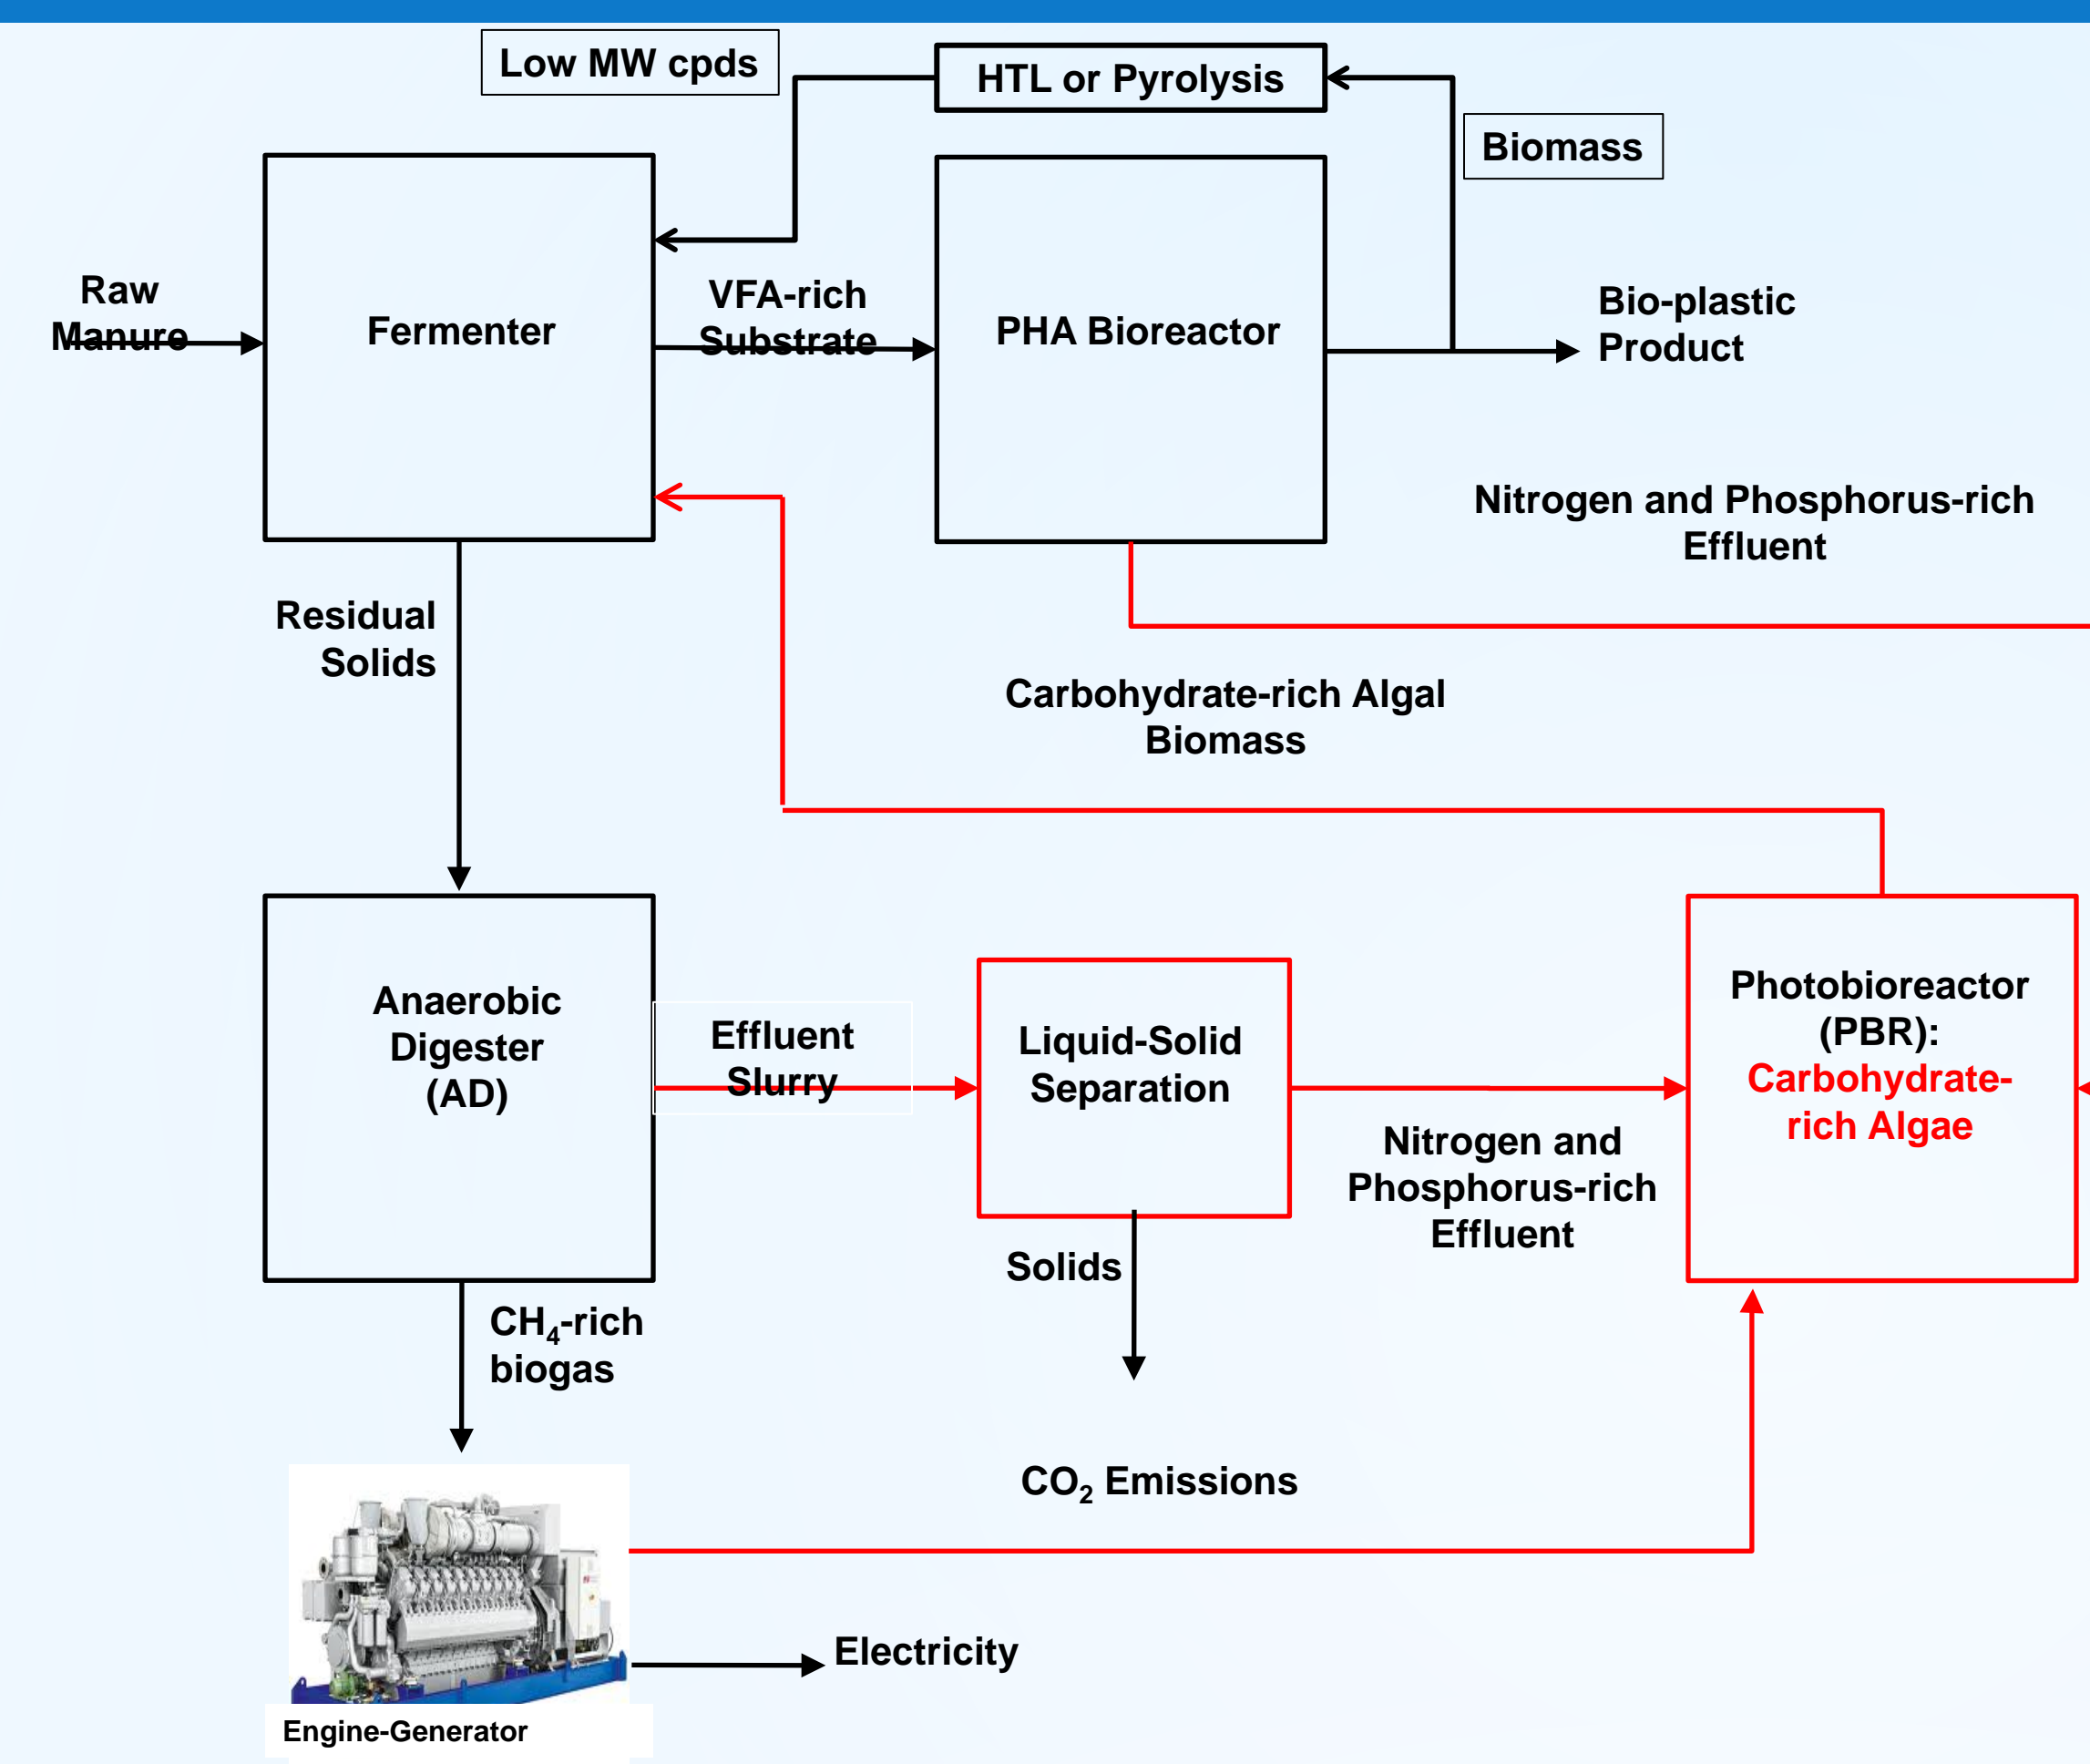 Low MW cpds
HTL or Pyrolysis
Biomass
Raw
Manure
Fermenter
VFA-rich
Substrate
PHA Bioreactor
Bio-plastic
Product
Nitrogen and Phosphorus-rich
Effluent
Residual
Solids
Carbohydrate-rich Algal
Biomass
Anaerobic
Digester
(AD)
Effluent
Slurry
Liquid-Solid
Separation
Photobioreactor
(PBR):
Carbohydrate-
rich Algae
Nitrogen and
Phosphorus-rich
Effluent
Solids
CH₄-rich
biogas
CO₂ Emissions
Electricity
Engine-Generator